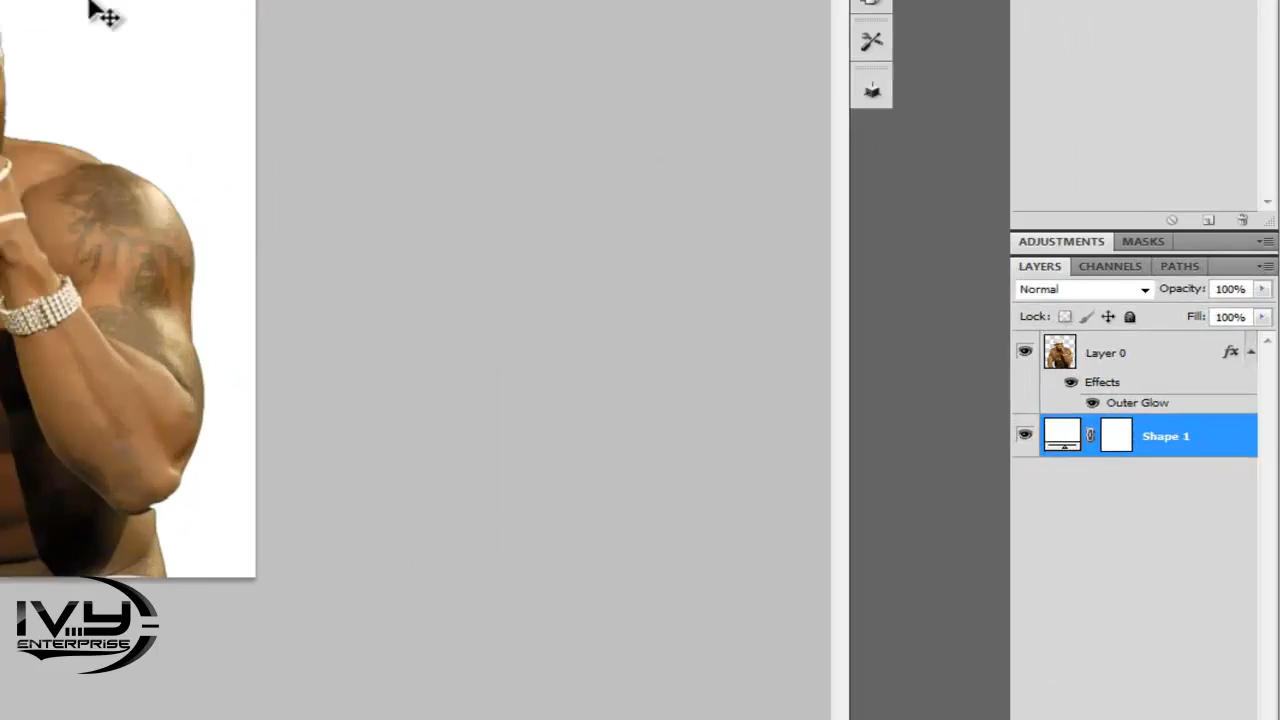 ADJUSTMENTS MASKS
LAYERS CHANNELS PATHS
Normal Opacity: 100%
Lock: Fill: 100%
Layer 0 fx
Effects
Outer Glow
Shape 1
IVY
ENTERPRISE